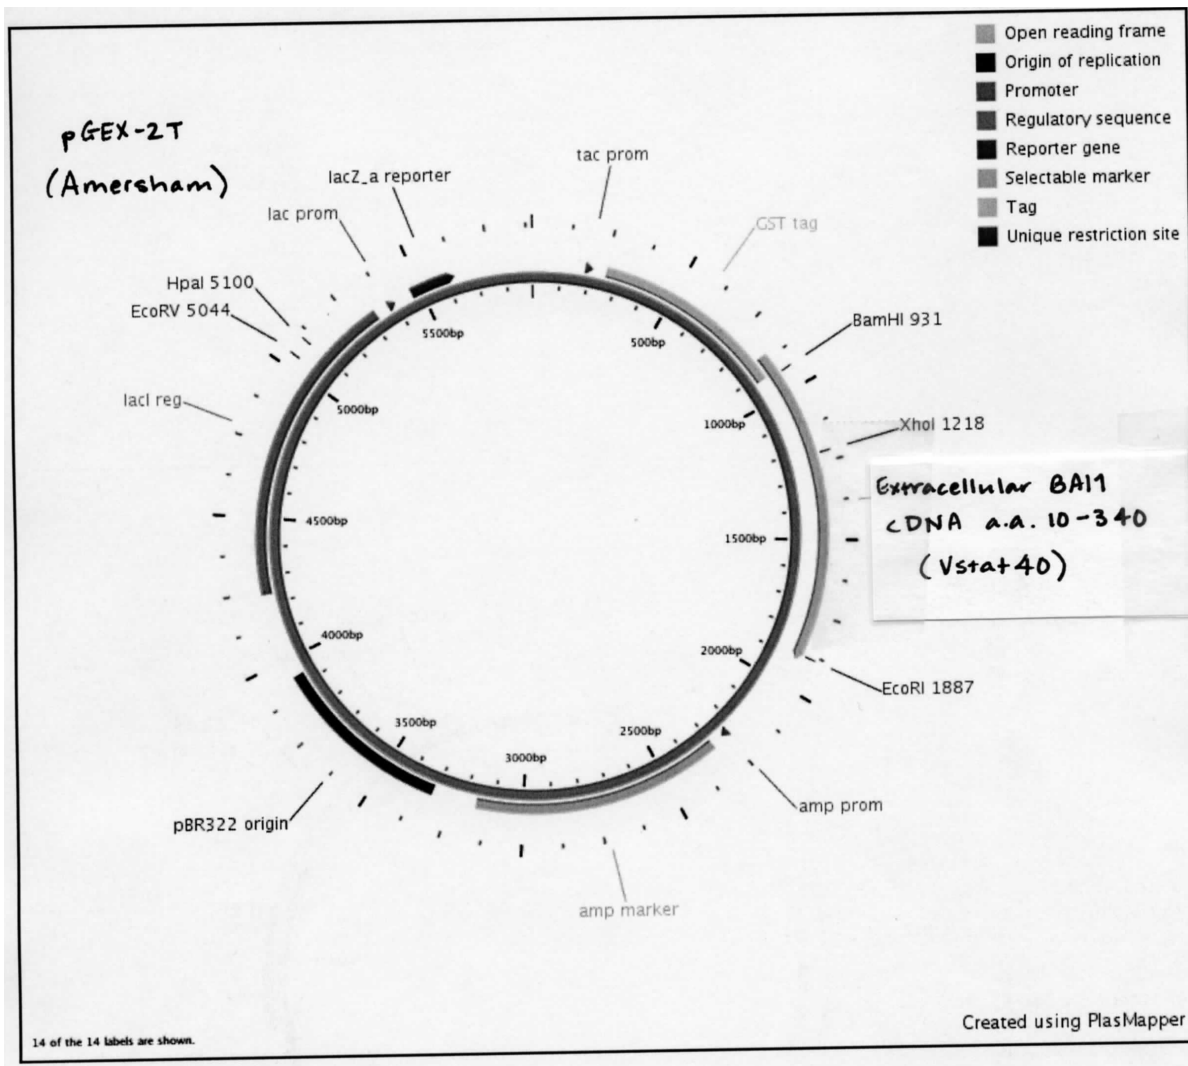 Open reading frame
Origin of replication
Promoter
Regulatory sequence
Reporter gene
Selectable marker
Tag
Unique restriction site
pGEX-2T
(Amersham)
tac prom
lacZ_a reporter
lac prom
GST tag
HpaI 5100
EcoRV 5044
BamHI 931
5500bp
500bp
lacI reg
5000bp
1000bp
XhoI 1218
Extracellular BAI1
cDNA a.a. 10-340
(Vstat40)
4500bp
1500bp
4000bp
2000bp
EcoRI 1887
3500bp
2500bp
3000bp
amp prom
pBR322 origin
amp marker
Created using PlasMapper
14 of the 14 labels are shown.